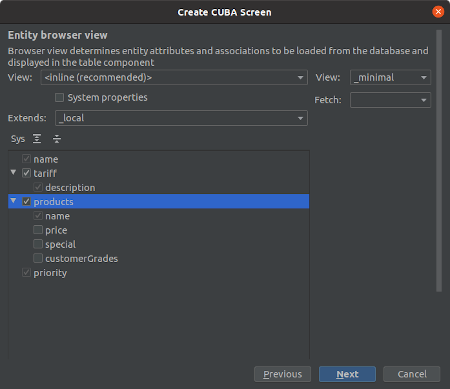 Create CUBA Screen
Entity browser view
Browser view determines entity attributes and associations to be loaded from the database and
displayed in the table component
View: <inline (recommended)> View: _minimal
System properties Fetch:
Extends: _local
Sys
name
tariff
description
products
name
price
special
customerGrades
priority
Previous Next Cancel